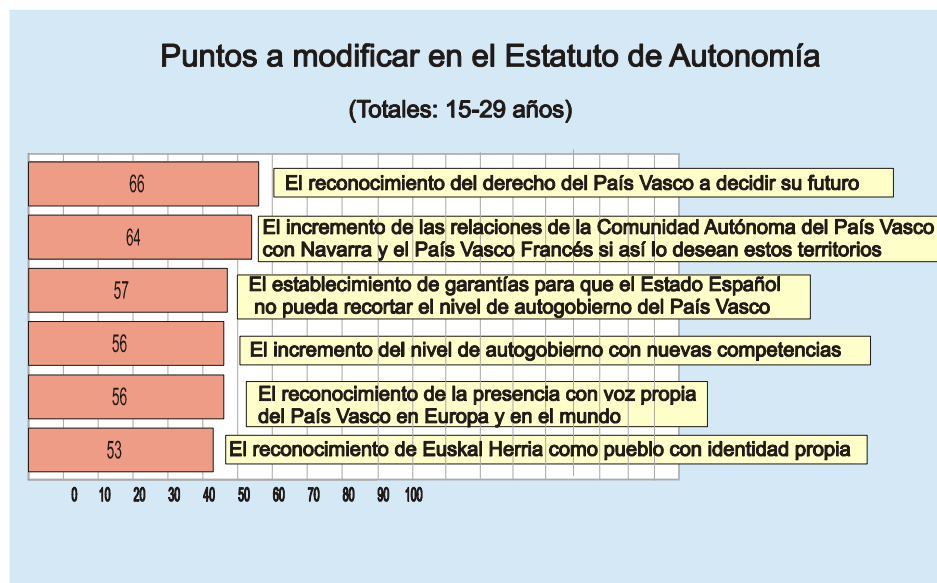 Puntos a modificar en el Estatuto de Autonomía
(Totales: 15-29 años)
66
El reconocimiento del derecho del País Vasco a decidir su futuro
64
El incremento de las relaciones de la Comunidad Autónoma del País Vasco
con Navarra y el País Vasco Francés si así lo desean estos territorios
57
El establecimiento de garantías para que el Estado Español
no pueda recortar el nivel de autogobierno del País Vasco
56
El incremento del nivel de autogobierno con nuevas competencias
56
El reconocimiento de la presencia con voz propia
del País Vasco en Europa y en el mundo
53
El reconocimiento de Euskal Herria como pueblo con identidad propia
0 10 20 30 40 50 60 70 80 90 100